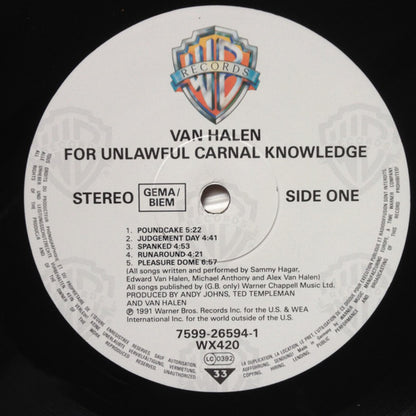 WB
RECORDS
VAN HALEN
FOR UNLAWFUL CARNAL KNOWLEDGE
STEREO
GEMA/
BIEM
SIDE ONE
1. POUNDCAKE 5:22
2. JUDGEMENT DAY 4:41
3. SPANKED 4:53
4. RUNAROUND 4:21
5. PLEASURE DOME 6:57
(All songs written and performed by Sammy Hagar,
Edward Van Halen, Michael Anthony and Alex Van Halen)
All songs published by (G.B. only) Warner Chappell Music Ltd.
PRODUCED BY ANDY JOHNS, TED TEMPLEMAN
AND VAN HALEN
℗ 1991 Warner Bros. Records Inc. for the U.S. & WEA
International Inc. for the world outside of the U.S.
7599-26594-1
WX420
LC 0392
33